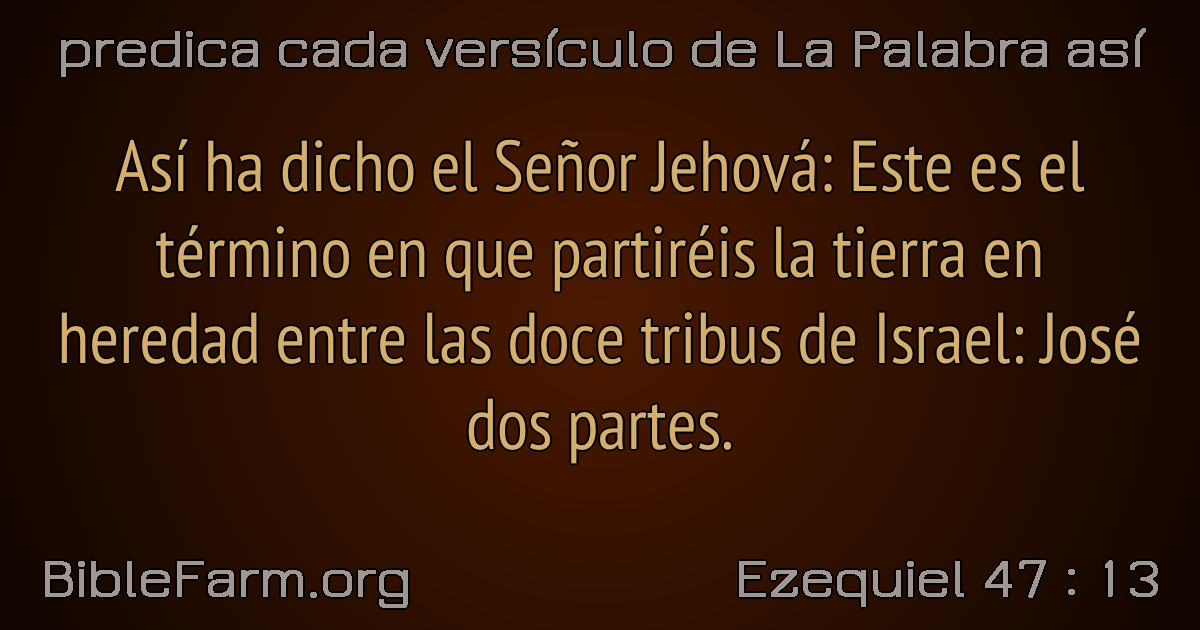 predica cada versículo de La Palabra así
Así ha dicho el Señor Jehová: Este es el
término en que partiréis la tierra en
heredad entre las doce tribus de Israel: José
dos partes.
BibleFarm.org
Ezequiel 47 : 13